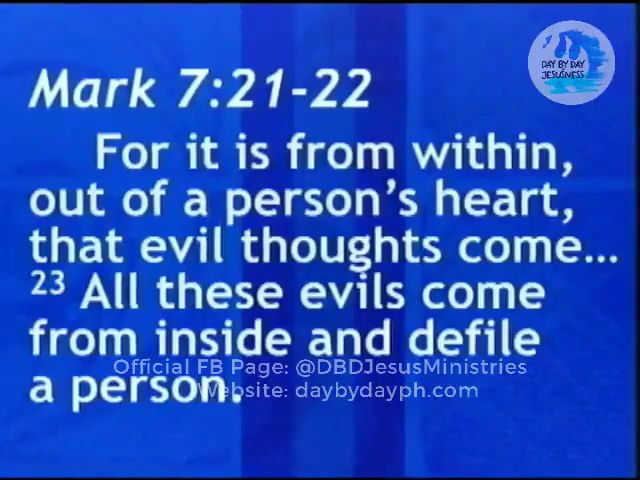 DAY BY DAY
JESUSNESS
Mark 7:21-22
For it is from within,
out of a person’s heart,
that evil thoughts come...
23 All these evils come
from inside and defile
a person.
Official FB Page: @DBDJesusMinistries
Website: daybydayph.com